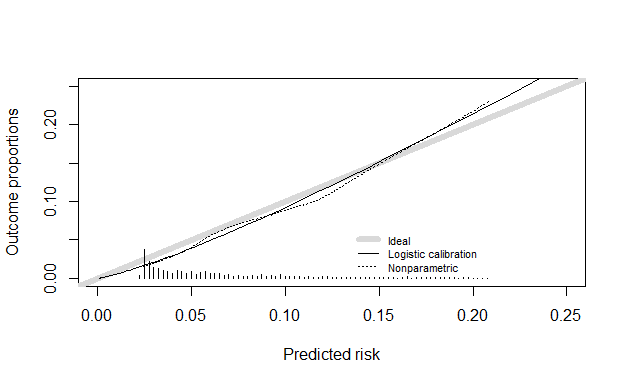 Outcome proportions
0.20
0.10
0.00
Ideal
Logistic calibration
Nonparametric
0.00 0.05 0.10 0.15 0.20 0.25
Predicted risk